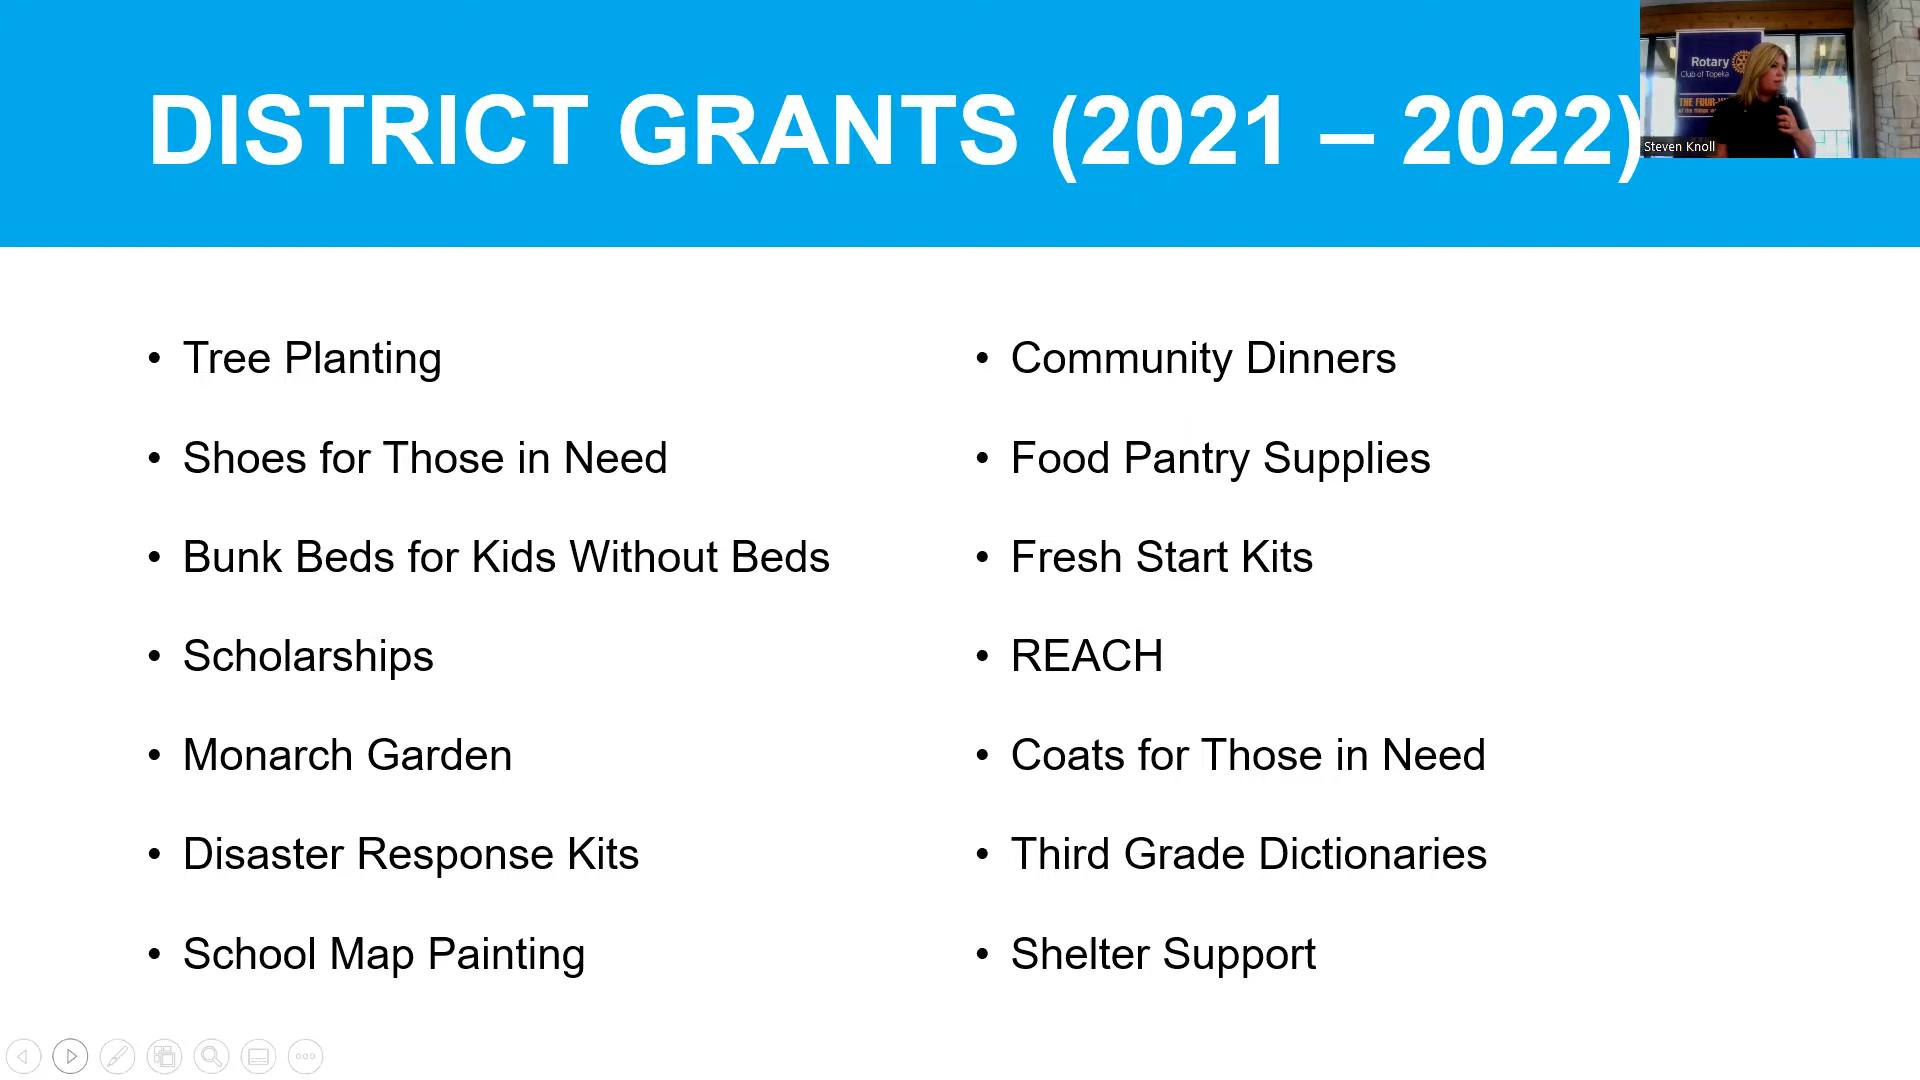 DISTRICT GRANTS (2021 – 2022)
Rotary
Club of Topeka
THE FOUR-
Steven Knoll
• Tree Planting
• Shoes for Those in Need
• Bunk Beds for Kids Without Beds
• Scholarships
• Monarch Garden
• Disaster Response Kits
• School Map Painting
• Community Dinners
• Food Pantry Supplies
• Fresh Start Kits
• REACH
• Coats for Those in Need
• Third Grade Dictionaries
• Shelter Support